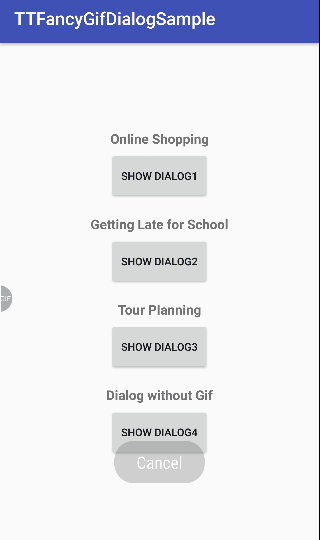 TTFancyGifDialogSample
Online Shopping
SHOW DIALOG1
Getting Late for School
SHOW DIALOG2
GIF
Tour Planning
SHOW DIALOG3
Dialog without Gif
SHOW DIALOG4
Cancel